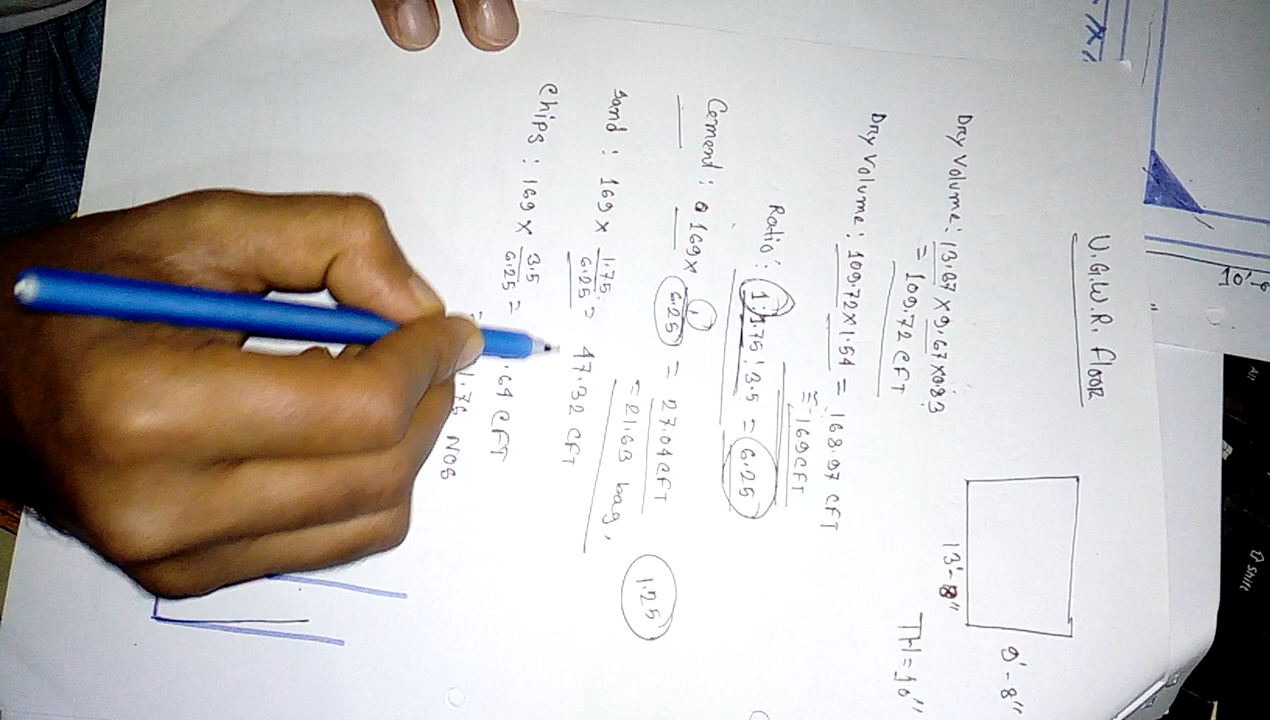 U.G.W.R. floor
13'-8"
9'-8"
TH = 10"
Dry Volume: 13.67 x 9.67 x 0.83
= 109.72 CFT
Dry Volume: 109.72 x 1.54 = 168.97 CFT
≅ 169 CFT
Ratio: 1:1.75:3.5 = 6.25
Cement: 169 x 1/6.25 = 27.04 CFT
= 21.63 bag,
1.25
Sand: 169 x 1.75/6.25 = 47.32 CFT
Chips: 169 x 3.5/6.25 =
.64 CFT
NOS
Shift